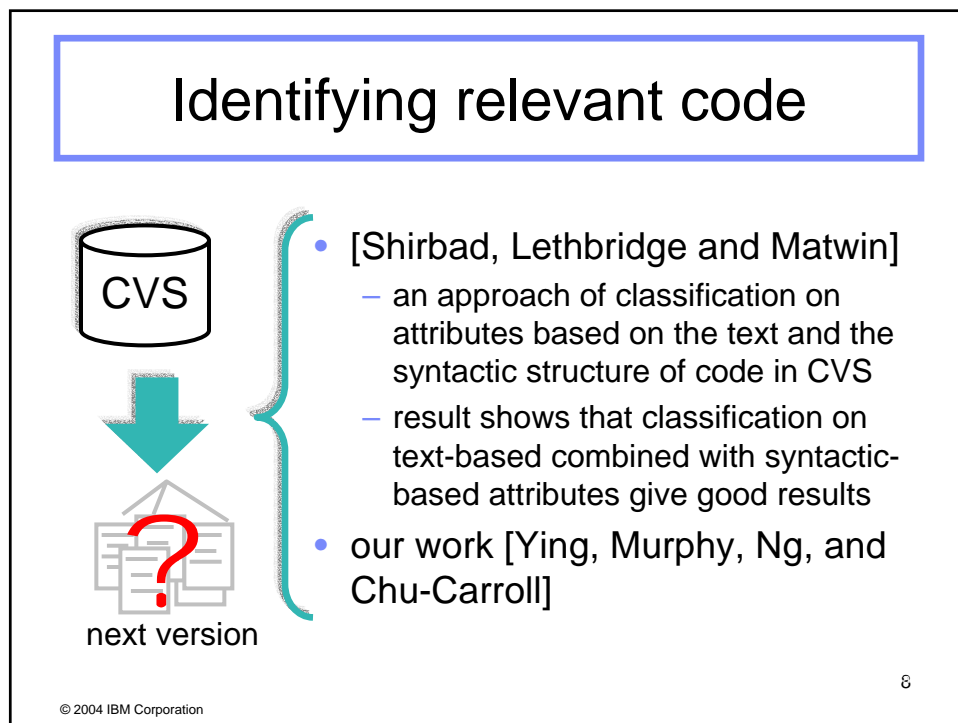 Identifying relevant code
CVS
next version
• [Shirbad, Lethbridge and Matwin]
– an approach of classification on
attributes based on the text and the
syntactic structure of code in CVS
– result shows that classification on
text-based combined with syntactic-
based attributes give good results
• our work [Ying, Murphy, Ng, and
Chu-Carroll]
?
8
© 2004 IBM Corporation